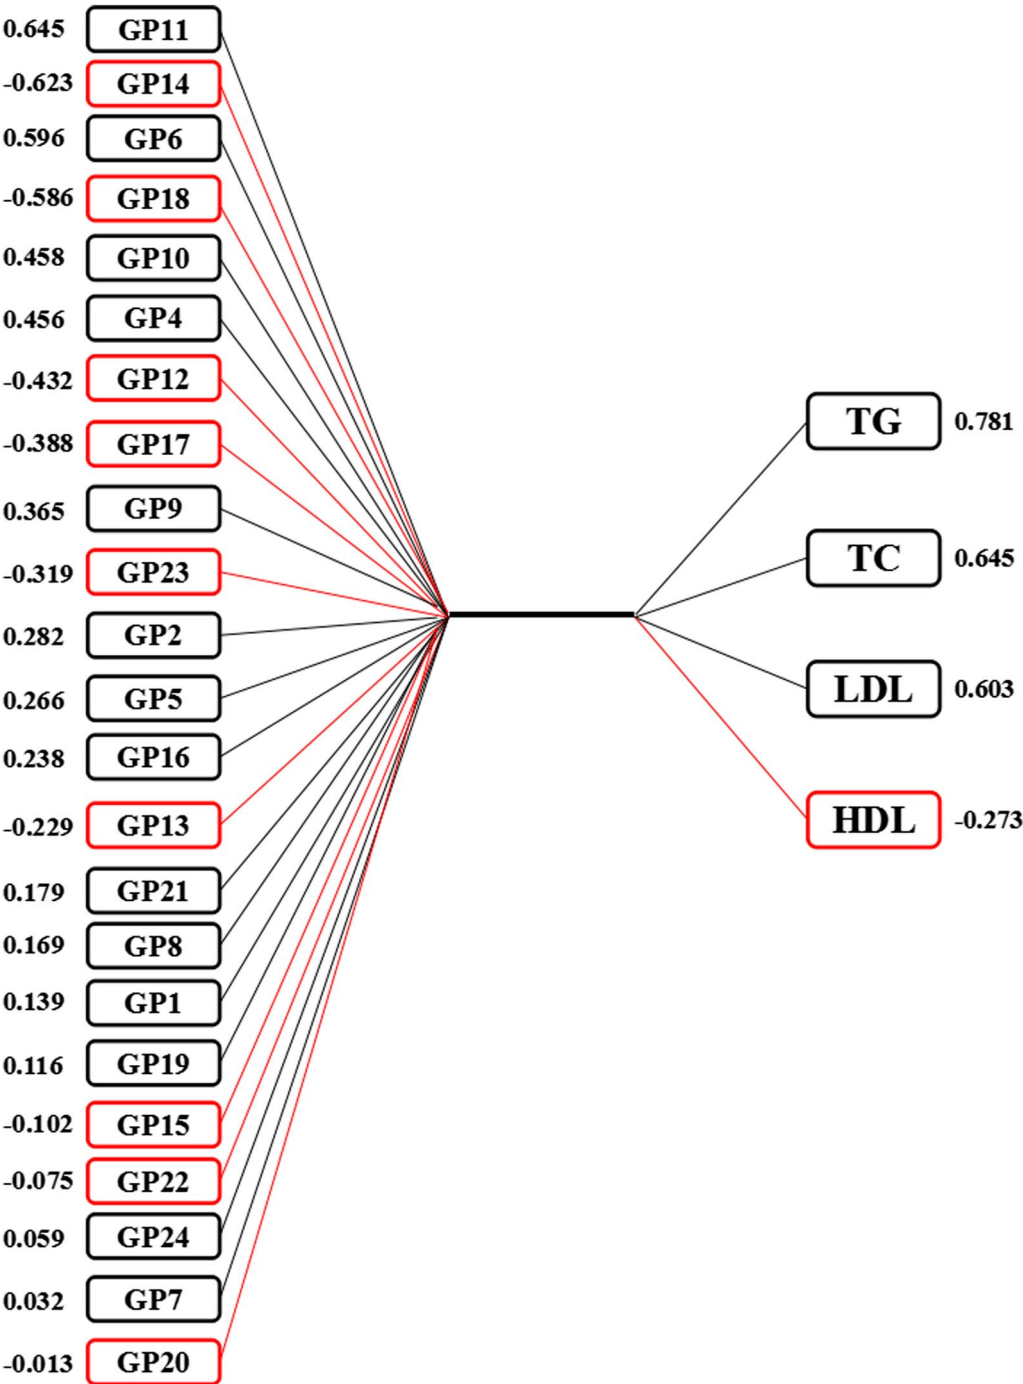 0.645 GP11
-0.623 GP14
0.596 GP6
-0.586 GP18
0.458 GP10
0.456 GP4
-0.432 GP12
-0.388 GP17
0.365 GP9
-0.319 GP23
0.282 GP2
0.266 GP5
0.238 GP16
-0.229 GP13
0.179 GP21
0.169 GP8
0.139 GP1
0.116 GP19
-0.102 GP15
-0.075 GP22
0.059 GP24
0.032 GP7
-0.013 GP20
TG 0.781
TC 0.645
LDL 0.603
HDL -0.273